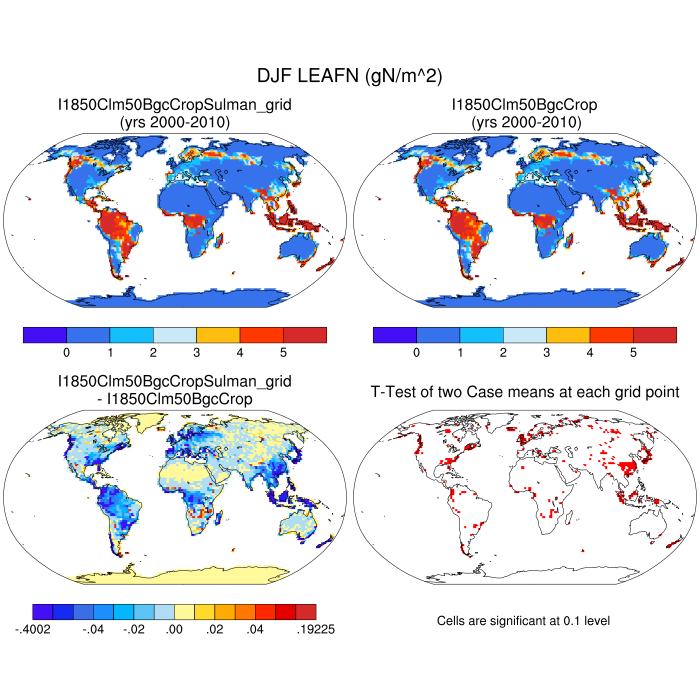 DJF LEAFN (gN/m^2)
I1850Clm50BgcCropSulman_grid
(yrs 2000-2010)
I1850Clm50BgcCrop
(yrs 2000-2010)
0 1 2 3 4 5
0 1 2 3 4 5
I1850Clm50BgcCropSulman_grid
- I1850Clm50BgcCrop
T-Test of two Case means at each grid point
-.4002 -.04 -.02 .00 .02 .04 .19225
Cells are significant at 0.1 level